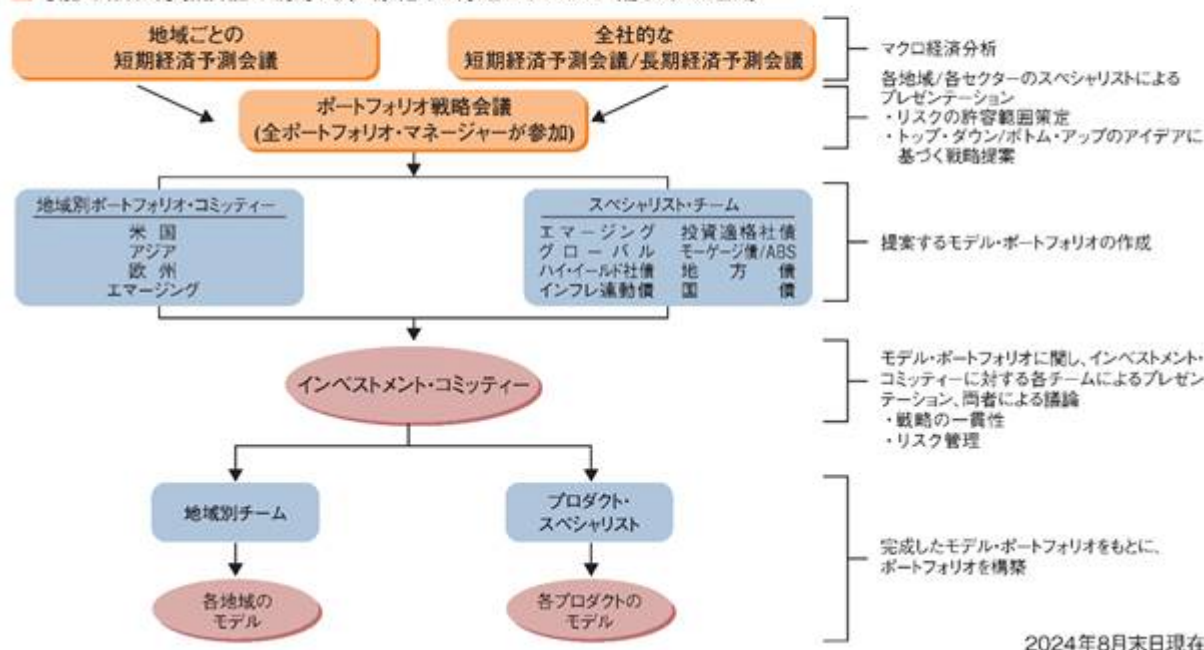 地域ごとの
短期経済予測会議
全社的な
短期経済予測会議/長期経済予測会議
マクロ経済分析
ポートフォリオ戦略会議
(全ポートフォリオ・マネージャーが参加)
各地域/各セクターのスペシャリストによる
プレゼンテーション
・リスクの許容範囲策定
・トップ・ダウン/ボトム・アップのアイデアに
基づく戦略提案
地域別ポートフォリオ・コミッティー
米国
アジア
欧州
エマージング
スペシャリスト・チーム
エマージング 投資適格社債
グローバル モーゲージ債/ABS
ハイ・イールド社債 地方債
インフレ連動債 国債
提案するモデル・ポートフォリオの作成
インベストメント・コミッティー
モデル・ポートフォリオに関し、インベストメント・
コミッティーに対する各チームによるプレゼン
テーション、両者による議論
・戦略の一貫性
・リスク管理
地域別チーム
プロダクト・
スペシャリスト
各地域の
モデル
各プロダクトの
モデル
完成したモデル・ポートフォリオをもとに、
ポートフォリオを構築
2024年8月末日現在